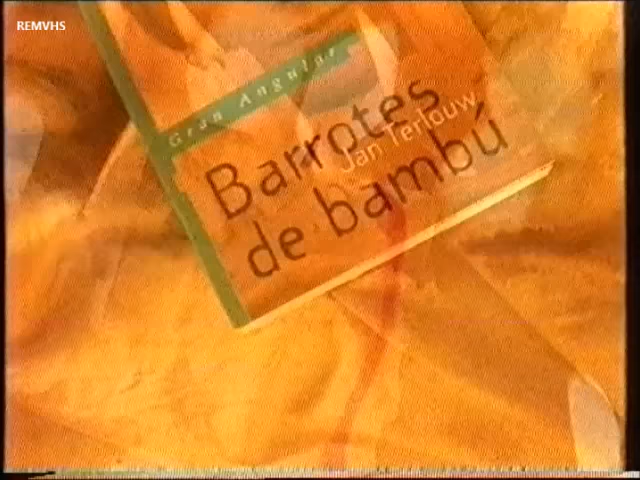 REMVHS
Gran Angular
Barrotes
de bambú
Jan Terlouw